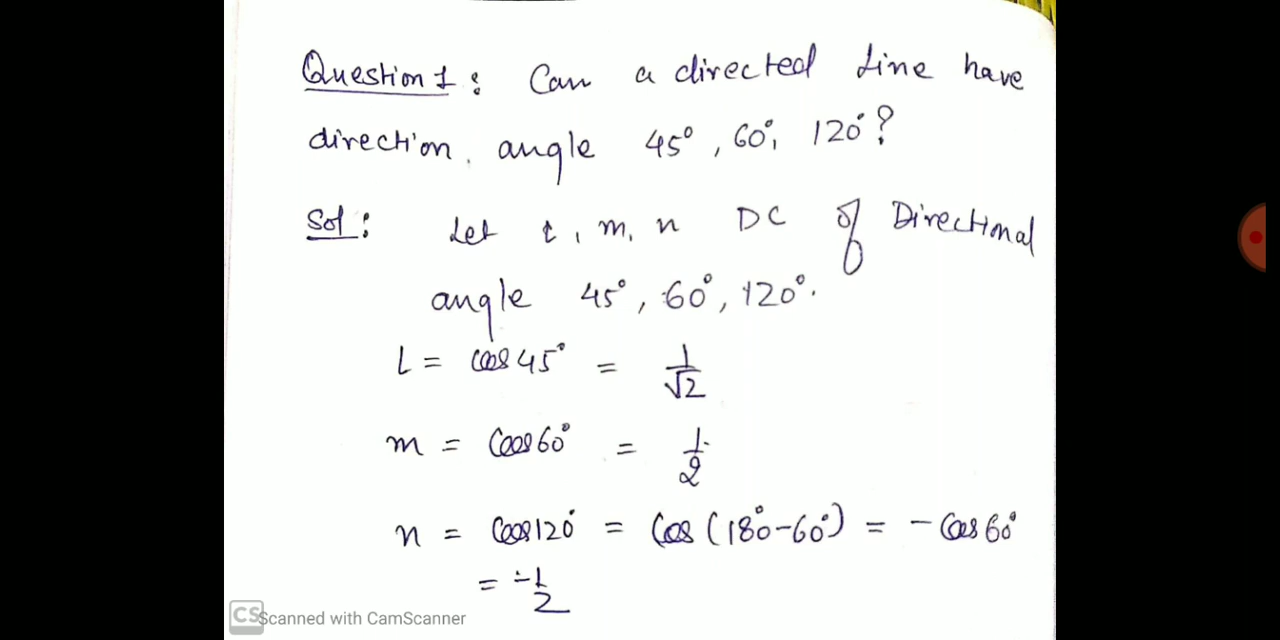 Question 1: Can a directed line have
direction. angle 45°, 60°, 120°?
Sol: Let l, m, n DC of Directional
angle 45°, 60°, 120°.
L = cos 45° = 1/√2
m = Cos 60° = 1/2
n = Cos 120° = Cos (180°-60°) = - Cos 60°
= -1/2
CS Scanned with CamScanner